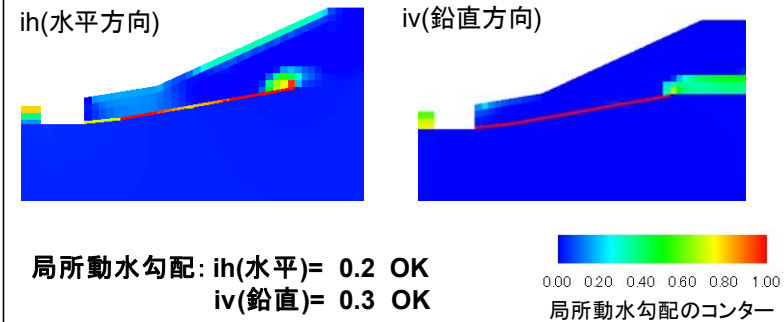 ih(水平方向)
iv(鉛直方向)
局所動水勾配: ih(水平)= 0.2 OK
iv(鉛直)= 0.3 OK
0.00 0.20 0.40 0.60 0.80 1.00
局所動水勾配のコンター